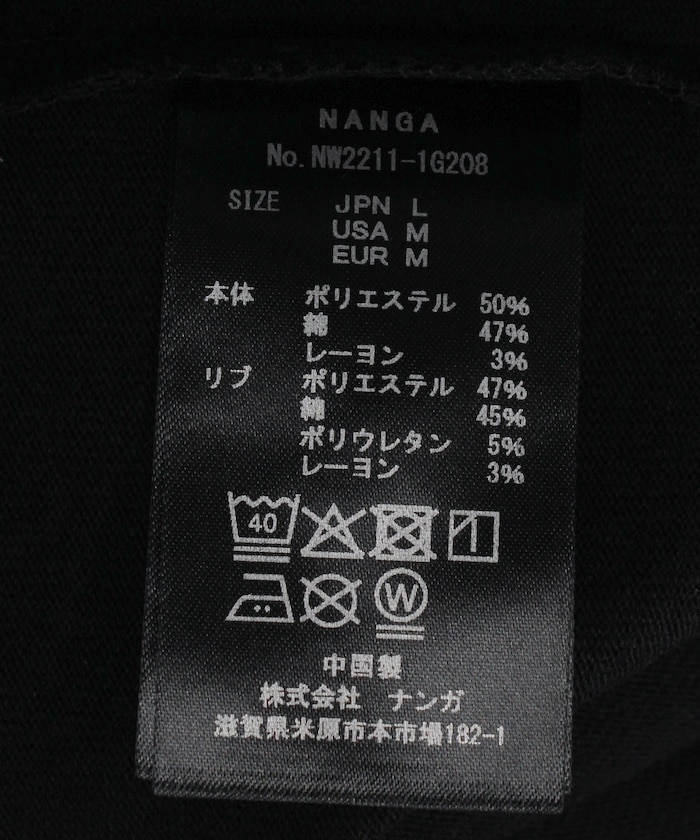 NANGA
No.NW2211-1G208
SIZE JPN L
USA M
EUR M
本体 ポリエステル 50%
綿 47%
レーヨン 3%
リブ ポリエステル 47%
綿 45%
ポリウレタン 5%
レーヨン 3%
40
W
中国製
株式会社 ナンガ
滋賀県米原市本市場182-1